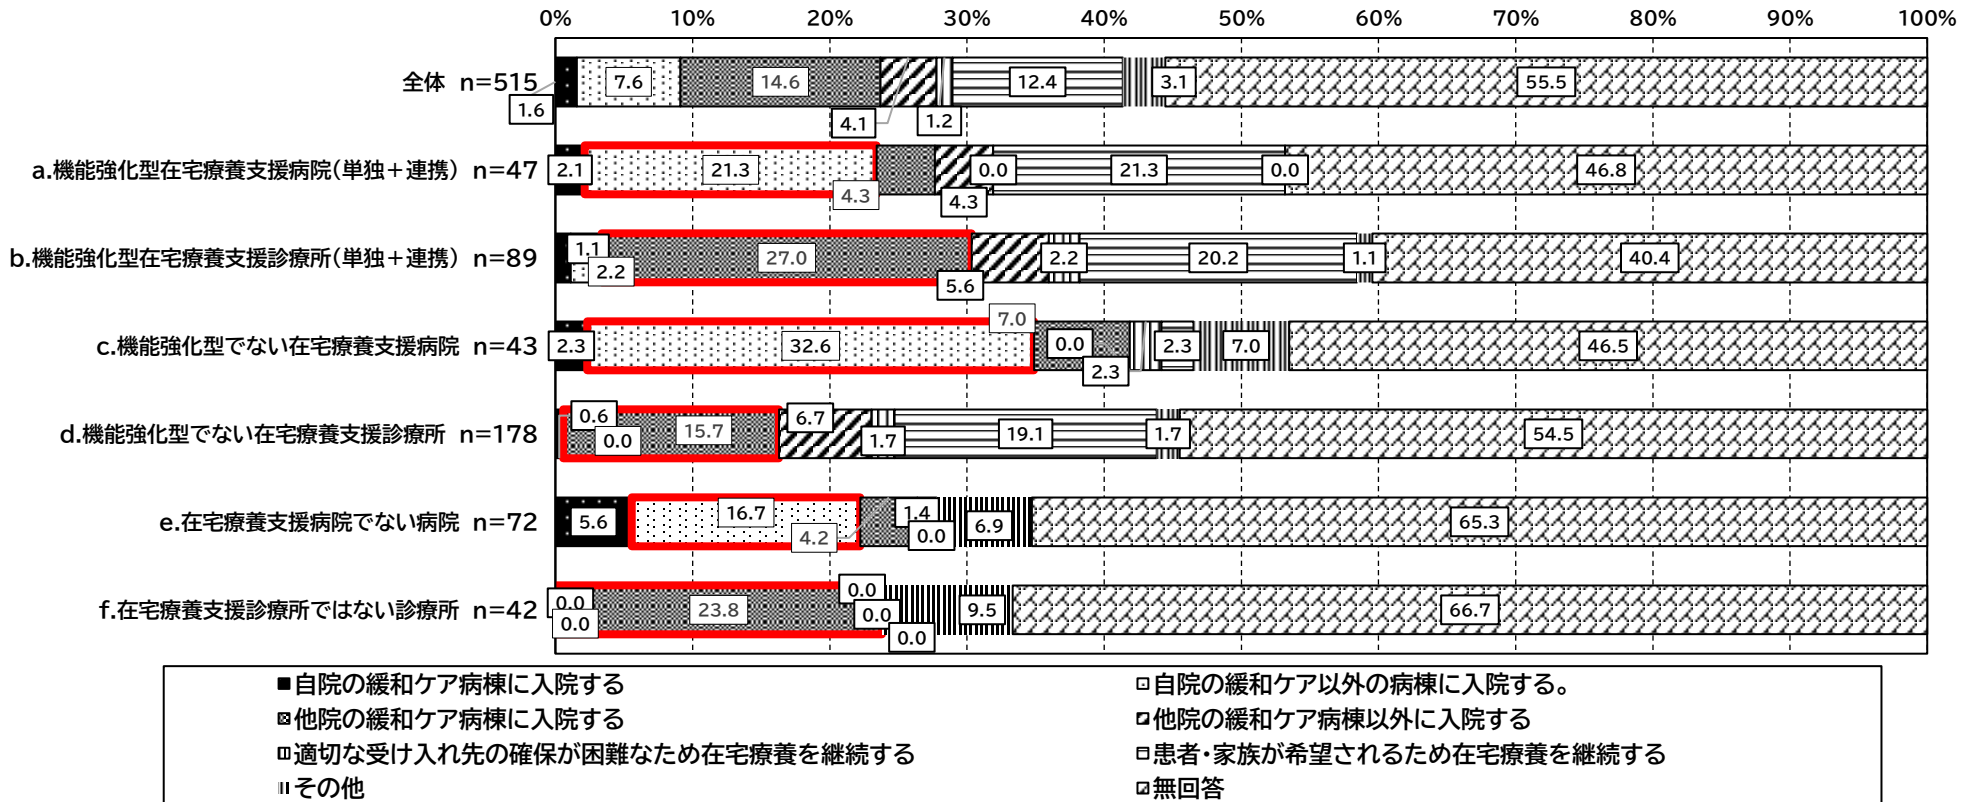 0% 10% 20% 30% 40% 50% 60% 70% 80% 90% 100%
全体 n=515 1.6 7.6 14.6 4.1 1.2 12.4 3.1 55.5
a.機能強化型在宅療養支援病院(単独+連携) n=47 2.1 21.3 4.3 4.3 0.0 21.3 0.0 46.8
b.機能強化型在宅療養支援診療所(単独+連携) n=89 1.1 2.2 27.0 5.6 2.2 20.2 1.1 40.4
c.機能強化型でない在宅療養支援病院 n=43 2.3 32.6 7.0 0.0 2.3 2.3 7.0 46.5
d.機能強化型でない在宅療養支援診療所 n=178 0.6 0.0 15.7 6.7 1.7 19.1 1.7 54.5
e.在宅療養支援病院でない病院 n=72 5.6 16.7 4.2 1.4 0.0 6.9 65.3
f.在宅療養支援診療所ではない診療所 n=42 0.0 0.0 23.8 0.0 0.0 0.0 9.5 66.7
自院の緩和ケア病棟に入院する
自院の緩和ケア以外の病棟に入院する。
他院の緩和ケア病棟に入院する
他院の緩和ケア病棟以外に入院する
適切な受け入れ先の確保が困難なため在宅療養を継続する
患者・家族が希望されるため在宅療養を継続する
その他
無回答